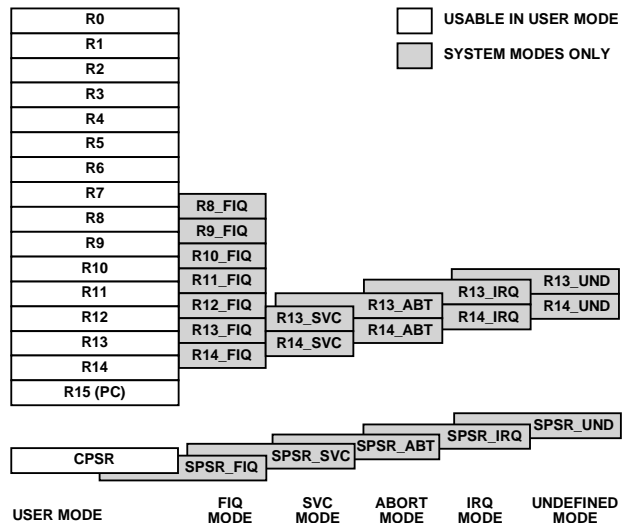 R0
R1
R2
R3
R4
R5
R6
R7
R8
R9
R10
R11
R12
R13
R14
R15 (PC)
USABLE IN USER MODE
SYSTEM MODES ONLY
R8_FIQ
R9_FIQ
R10_FIQ
R11_FIQ
R12_FIQ
R13_FIQ
R14_FIQ
R13_SVC
R14_SVC
R13_ABT
R14_ABT
R13_IRQ
R14_IRQ
R13_UND
R14_UND
CPSR
SPSR_FIQ
SPSR_SVC
SPSR_ABT
SPSR_IRQ
SPSR_UND
USER MODE
FIQ
MODE
SVC
MODE
ABORT
MODE
IRQ
MODE
UNDEFINED
MODE